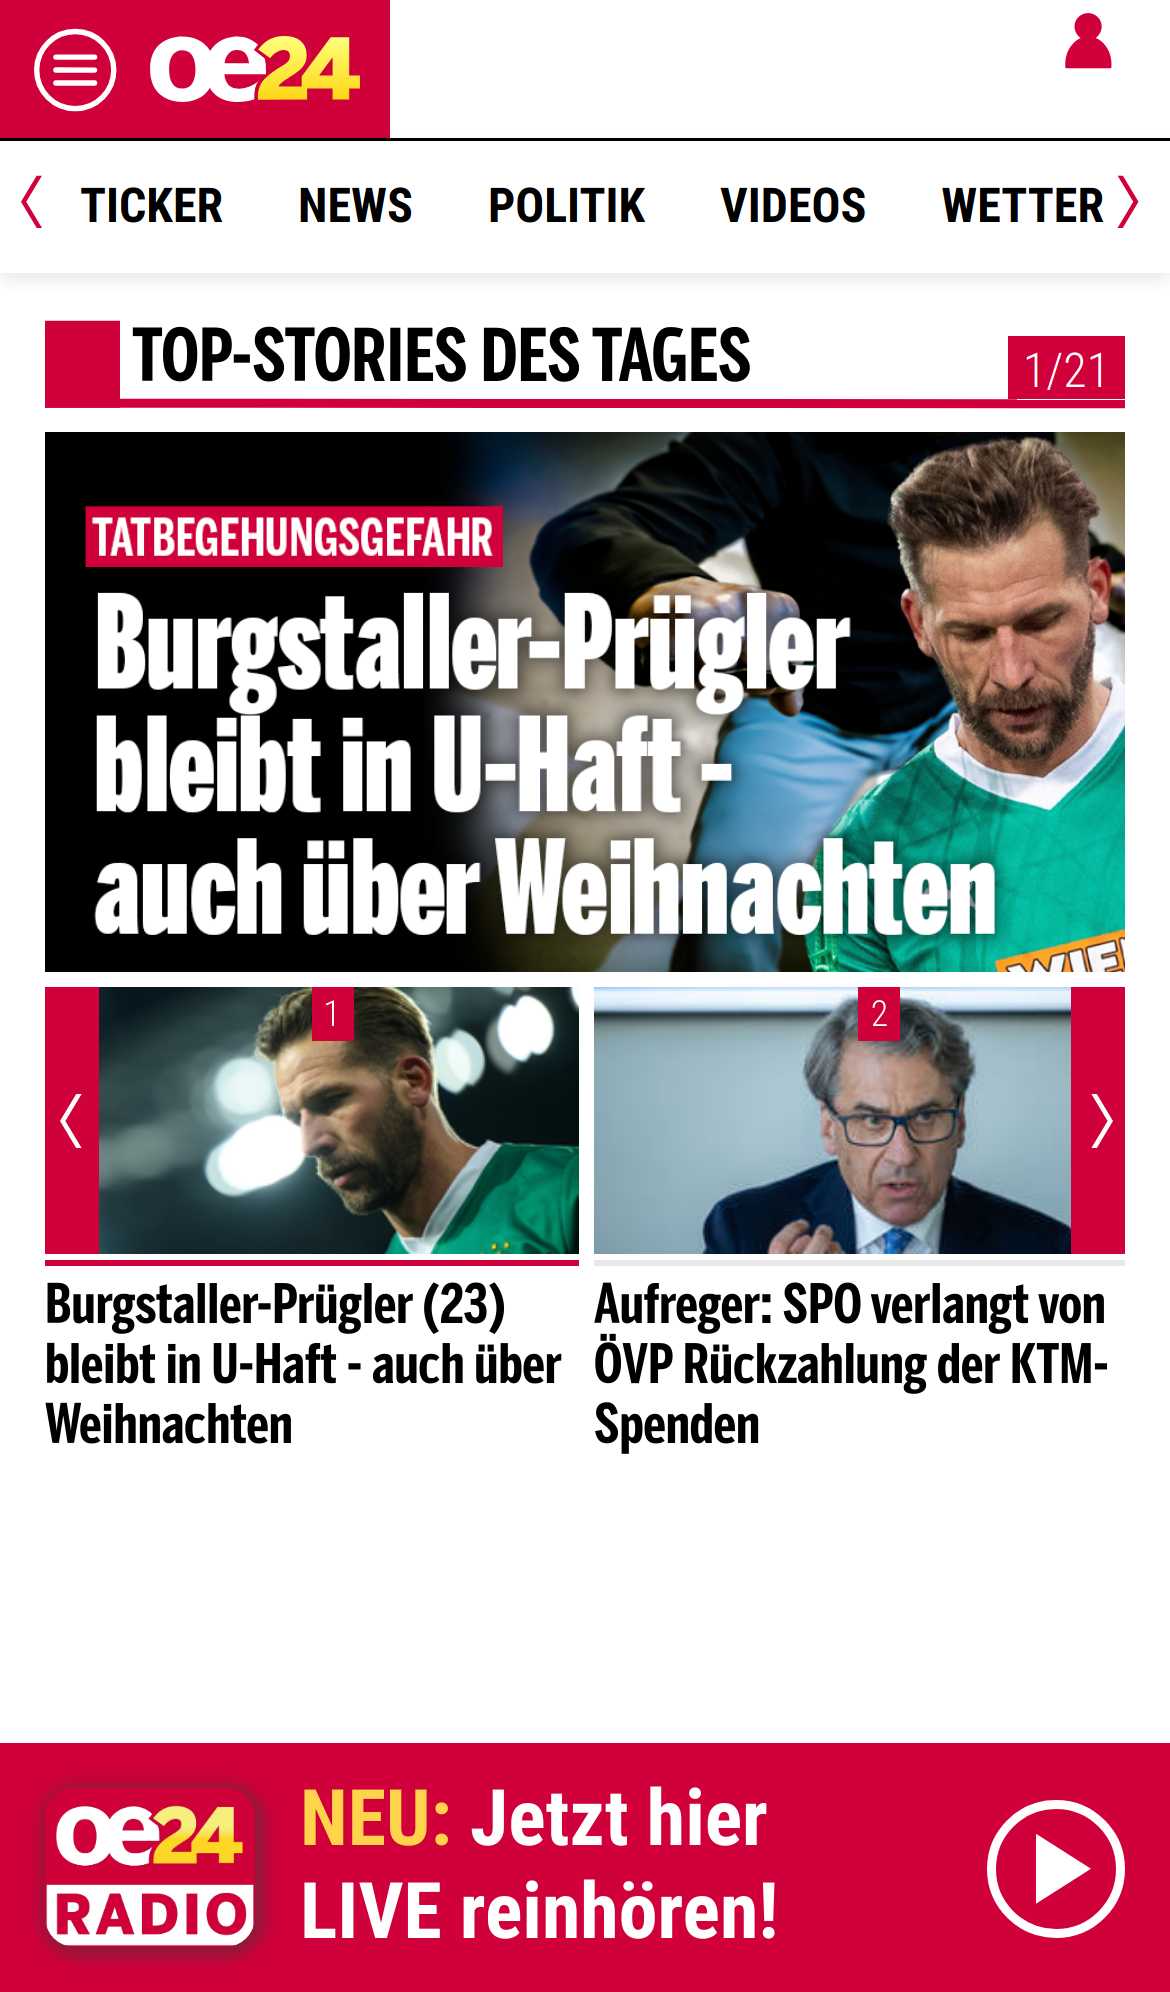 oe24
TICKER NEWS POLITIK VIDEOS WETTER
TOP-STORIES DES TAGES
1/21
TATBEGEHUNGSGEFAHR
Burgstaller-Prügler
bleibt in U-Haft -
auch über Weihnachten
WIE
1
2
Burgstaller-Prügler (23)
bleibt in U-Haft - auch über
Weihnachten
Aufreger: SPO verlangt von
ÖVP Rückzahlung der KTM-
Spenden
oe24
RADIO
NEU: Jetzt hier
LIVE reinhören!